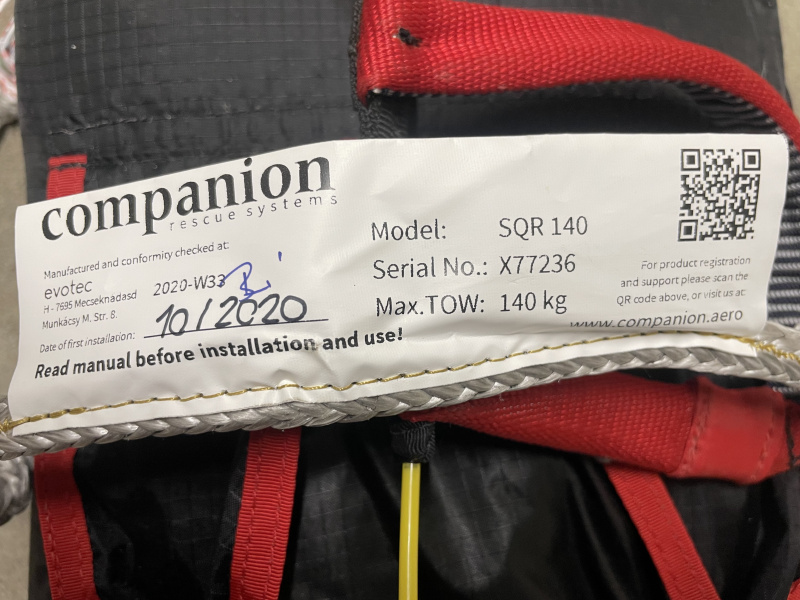 companion
rescue systems
Manufactured and conformity checked at:
evotec
H - 7695 Mecseknádasd
Munkácsy M. Str. 8.
2020-W33
Date of first installation: 10/2020
Read manual before installation and use!
Model: SQR 140
Serial No.: X77236
Max.TOW: 140 kg
For product registration
and support please scan the
QR code above, or visit us at:
www.companion.aero